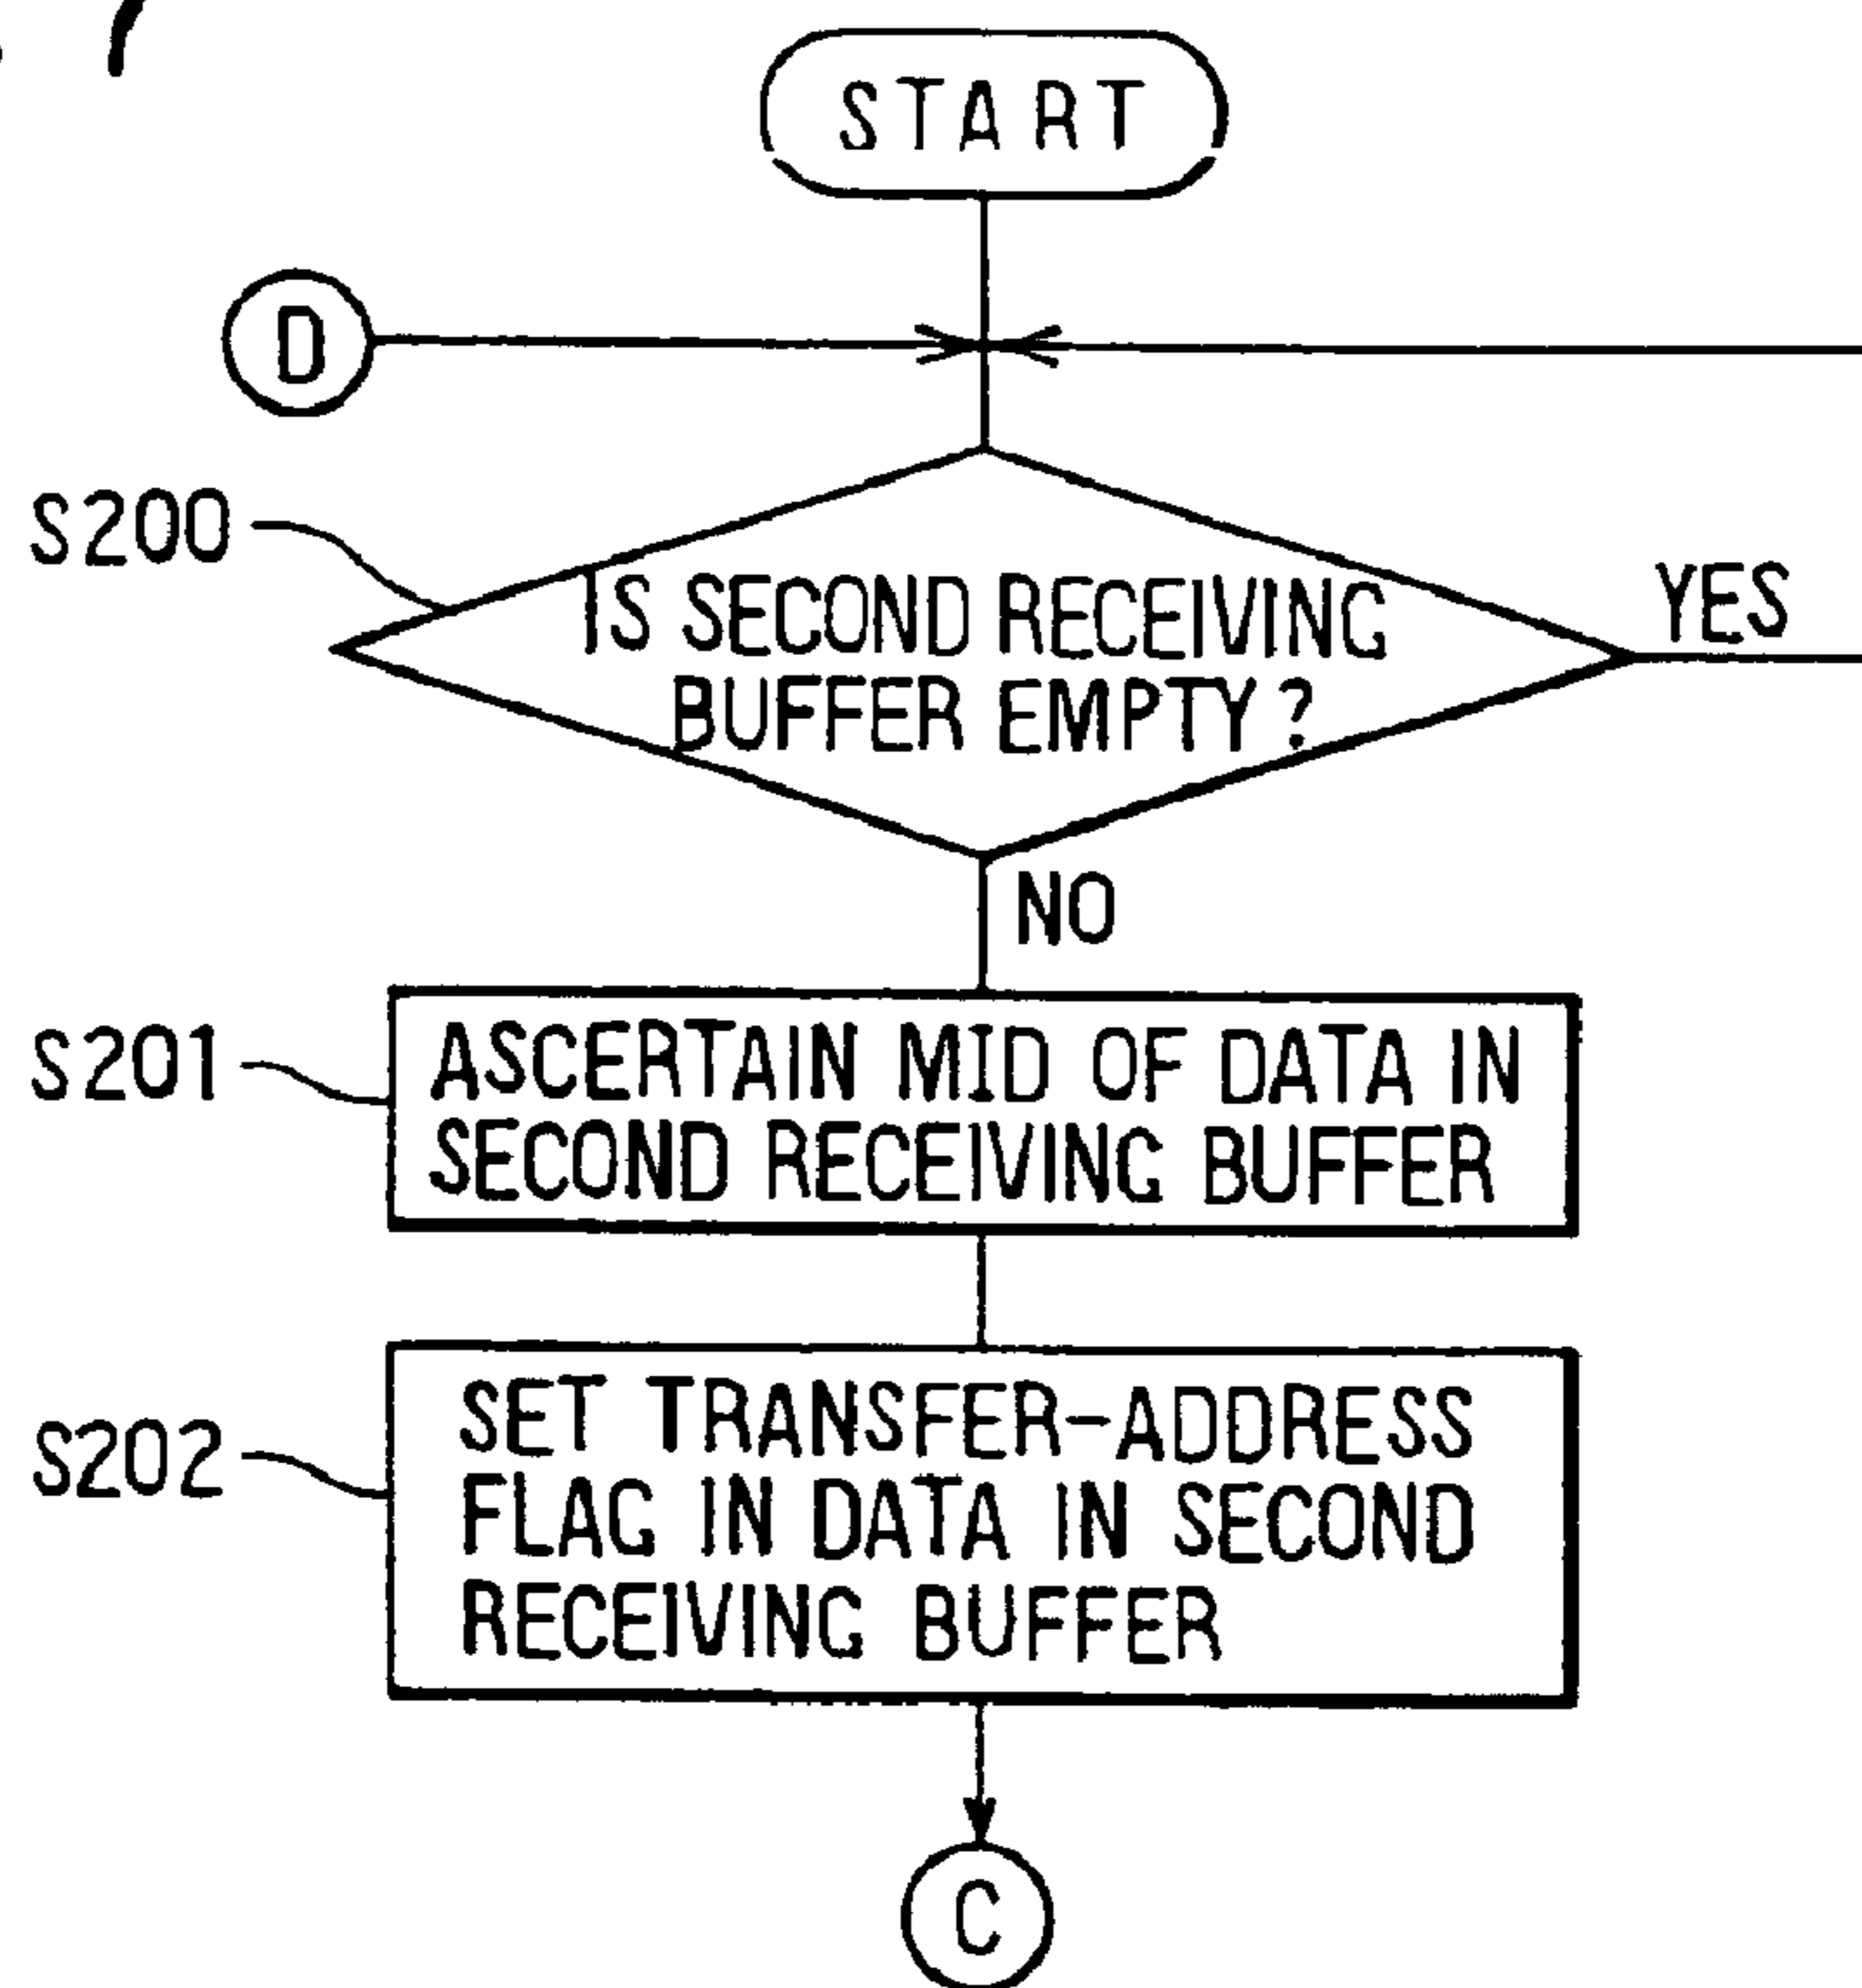 START
D
S200
IS SECOND RECEIVING
BUFFER EMPTY?
YES
NO
S201
ASCERTAIN MID OF DATA IN
SECOND RECEIVING BUFFER
S202
SET TRANSFER-ADDRESS
FLAG IN DATA IN SECOND
RECEIVING BUFFER
C